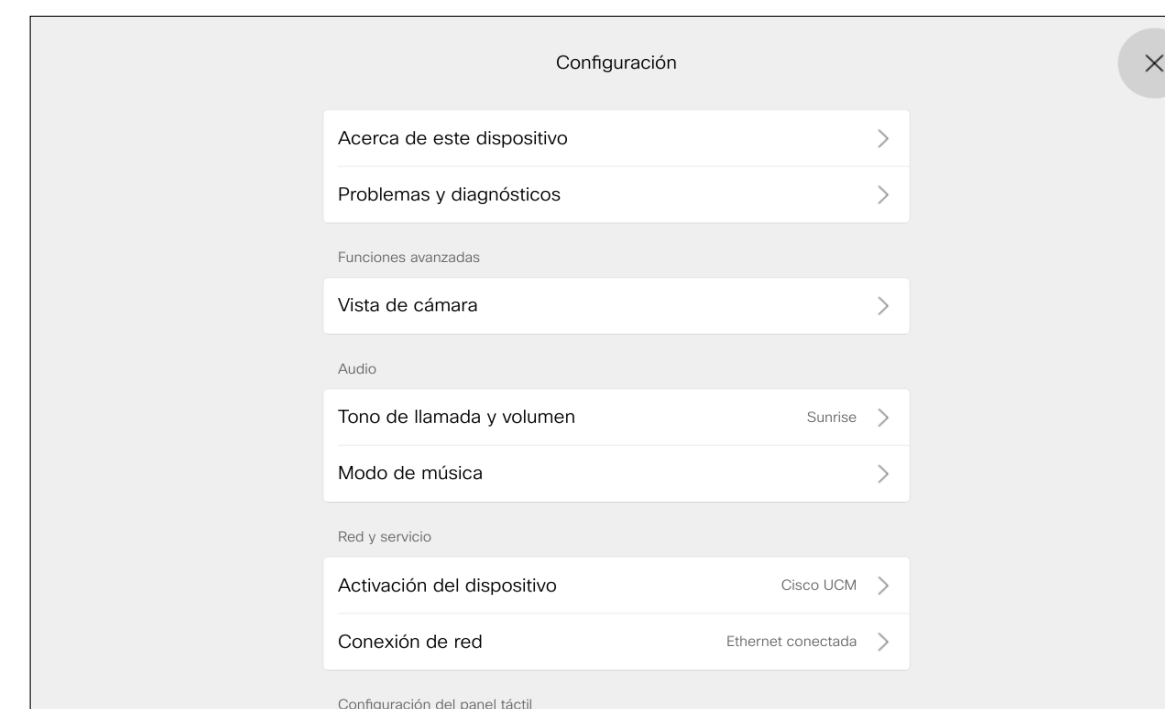 Configuración
Acerca de este dispositivo
Problemas y diagnósticos
Funciones avanzadas
Vista de cámara
Audio
Tono de llamada y volumen Sunrise
Modo de música
Red y servicio
Activación del dispositivo Cisco UCM
Conexión de red Ethernet conectada
Configuración del panel táctil